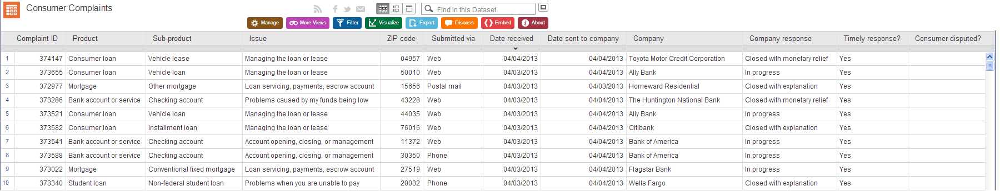 Consumer Complaints
Find in this Dataset
Manage More Views Filter Visualize Export Discuss Embed About
Complaint ID Product Sub-product Issue ZIP code Submitted via Date received Date sent to company Company Company response Timely response? Consumer disputed?
1 374147 Consumer loan Vehicle lease Managing the loan or lease 04957 Web 04/04/2013 04/04/2013 Toyota Motor Credit Corporation Closed with monetary relief Yes
2 373655 Consumer loan Vehicle loan Managing the loan or lease 50010 Web 04/03/2013 04/04/2013 Ally Bank In progress Yes
3 372977 Mortgage Other mortgage Loan servicing, payments, escrow account 15656 Postal mail 04/03/2013 04/03/2013 Homeward Residential Closed with explanation Yes
4 373286 Bank account or service Checking account Problems caused by my funds being low 43228 Web 04/03/2013 04/04/2013 The Huntington National Bank Closed with monetary relief Yes
5 373521 Consumer loan Vehicle loan Managing the loan or lease 44035 Web 04/03/2013 04/04/2013 Ally Bank In progress Yes
6 373582 Consumer loan Installment loan Managing the loan or lease 76016 Web 04/03/2013 04/04/2013 Citibank Closed with explanation Yes
7 373541 Bank account or service Checking account Account opening, closing, or management 11372 Web 04/03/2013 04/04/2013 Bank of America In progress Yes
8 373588 Bank account or service Checking account Account opening, closing, or management 30350 Phone 04/03/2013 04/04/2013 Bank of America In progress Yes
9 373022 Mortgage Conventional fixed mortgage Loan servicing, payments, escrow account 27519 Web 04/03/2013 04/04/2013 Flagstar Bank In progress Yes
10 373340 Student loan Non-federal student loan Problems when you are unable to pay 20032 Phone 04/03/2013 04/04/2013 Wells Fargo Closed with explanation Yes